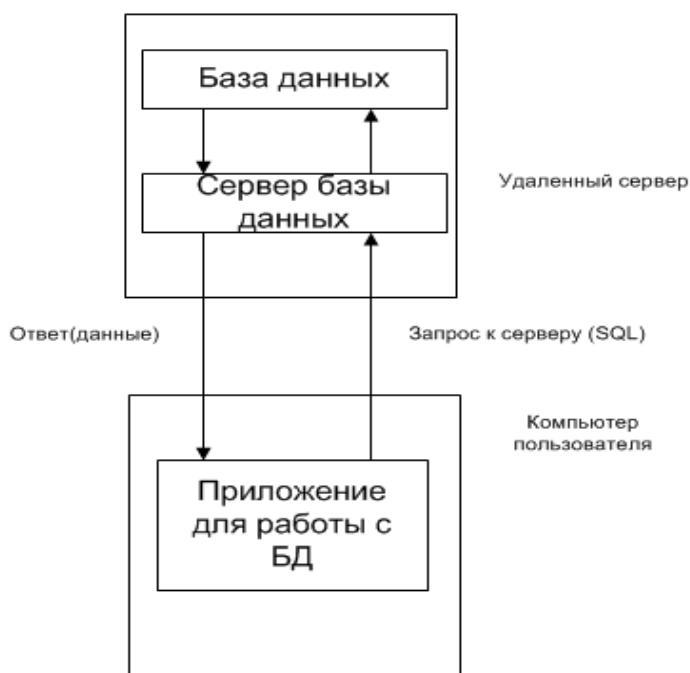 База данных
Сервер базы
данных
Удаленный сервер
Ответ(данные)
Запрос к серверу (SQL)
Компьютер
пользователя
Приложение
для работы с
БД